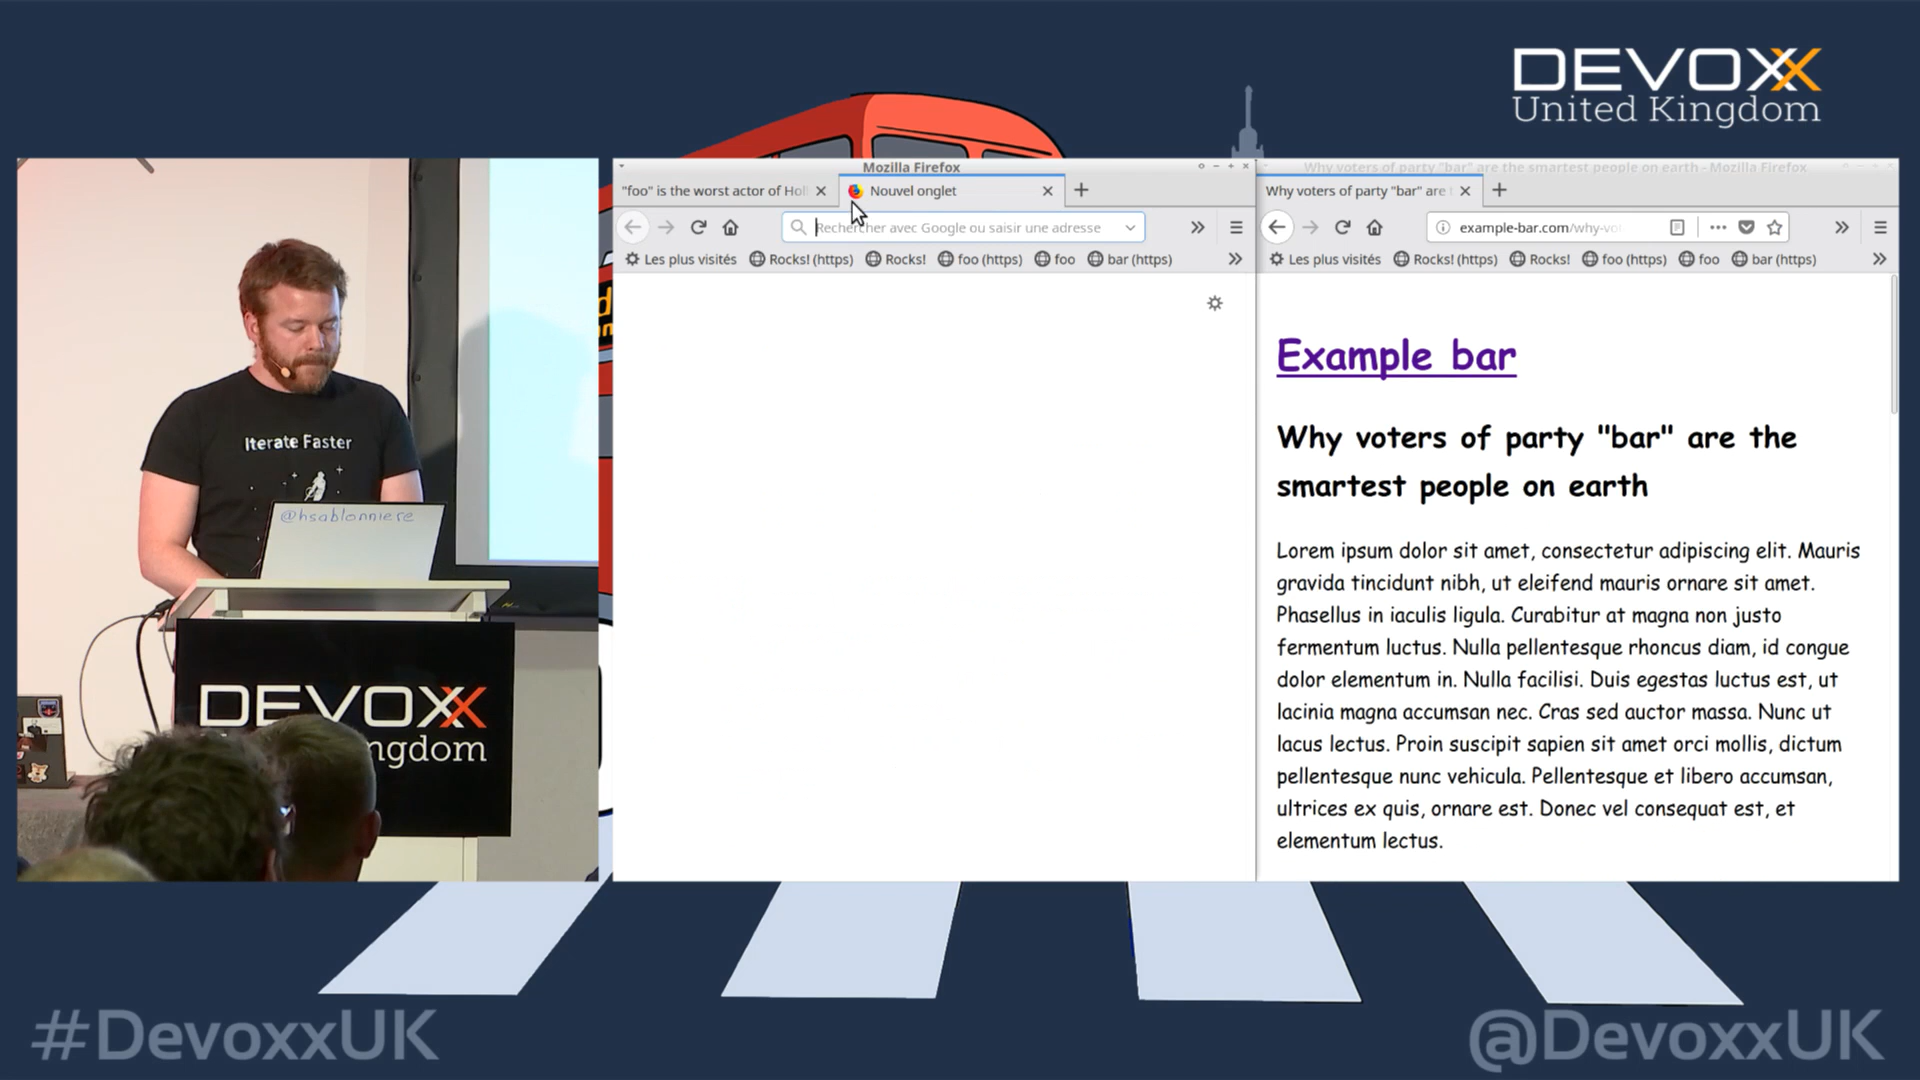 DEVOXX
United Kingdom
Mozilla Firefox
Why voters of party "bar" are the smartest people on earth - Mozilla Firefox
"foo" is the worst actor of Hol
Nouvel onglet
Why voters of party "bar" are
Rechercher avec Google ou saisir une adresse
example-bar.com/why-vo
Les plus visités
Rocks! (https)
Rocks!
foo (https)
foo
bar (https)
Les plus visités
Rocks! (https)
Rocks!
foo (https)
foo
bar (https)
Example bar
Why voters of party "bar" are the
smartest people on earth
Lorem ipsum dolor sit amet, consectetur adipiscing elit. Mauris
gravida tincidunt nibh, ut eleifend mauris ornare sit amet.
Phasellus in iaculis ligula. Curabitur at magna non justo
fermentum luctus. Nulla pellentesque rhoncus diam, id congue
dolor elementum in. Nulla facilisi. Duis egestas luctus est, ut
lacinia magna accumsan nec. Cras sed auctor massa. Nunc ut
lacus lectus. Proin suscipit sapien sit amet orci mollis, dictum
pellentesque nunc vehicula. Pellentesque et libero accumsan,
ultrices ex quis, ornare est. Donec vel consequat est, et
elementum lectus.
Iterate Faster
@hsablonniere
DEVOXX
ngdom
#DevoxxUK
@DevoxxUK